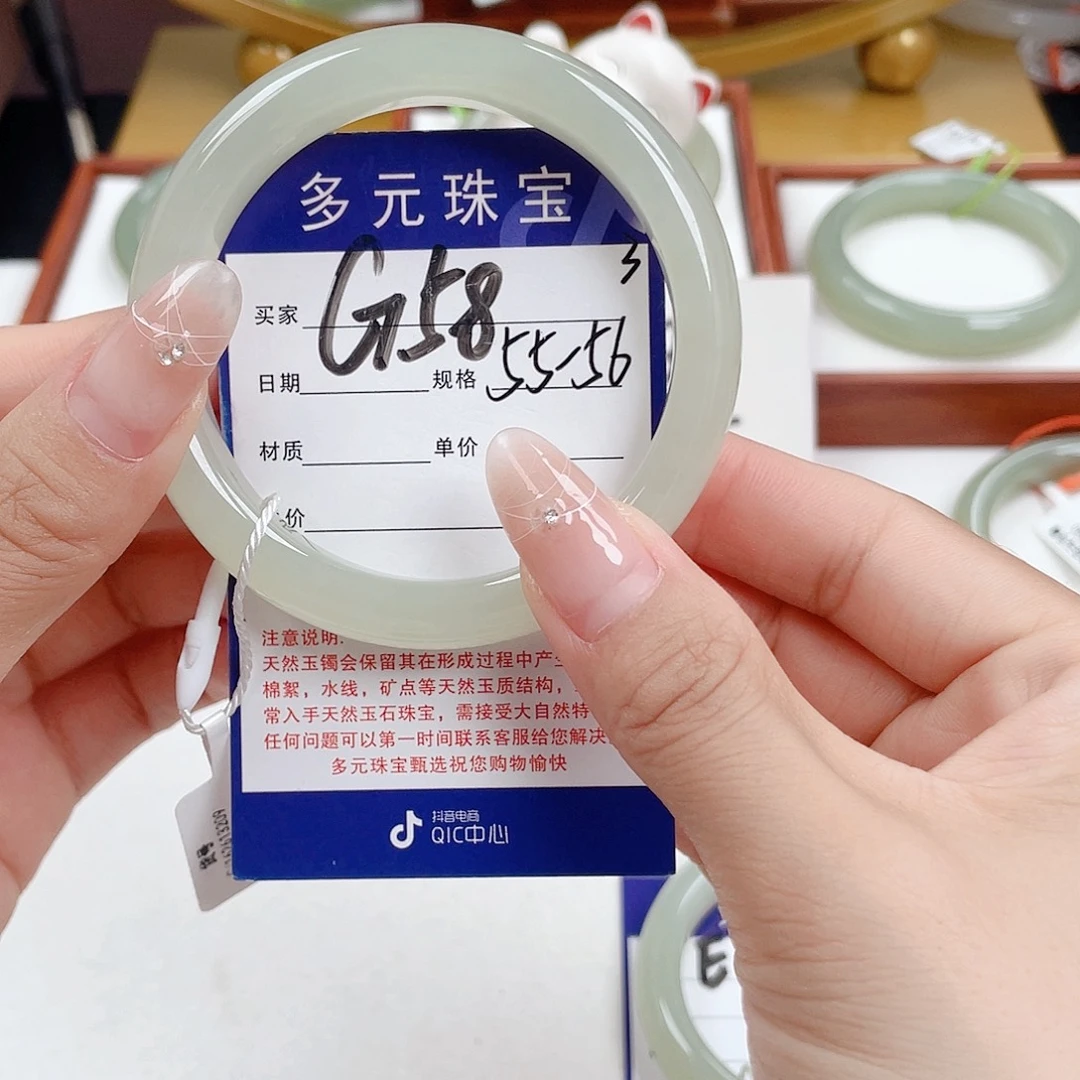 多元珠宝
3
买家 G58
日期 规格 55-56
材质 单价
价
注意说明:
天然玉镯会保留其在形成过程中产
棉絮，水线，矿点等天然玉质结构，
常入手天然玉石珠宝，需接受大自然特
任何问题可以第一时间联系客服给您解决
多元珠宝甄选祝您购物愉快
抖音电商
QIC中心
E